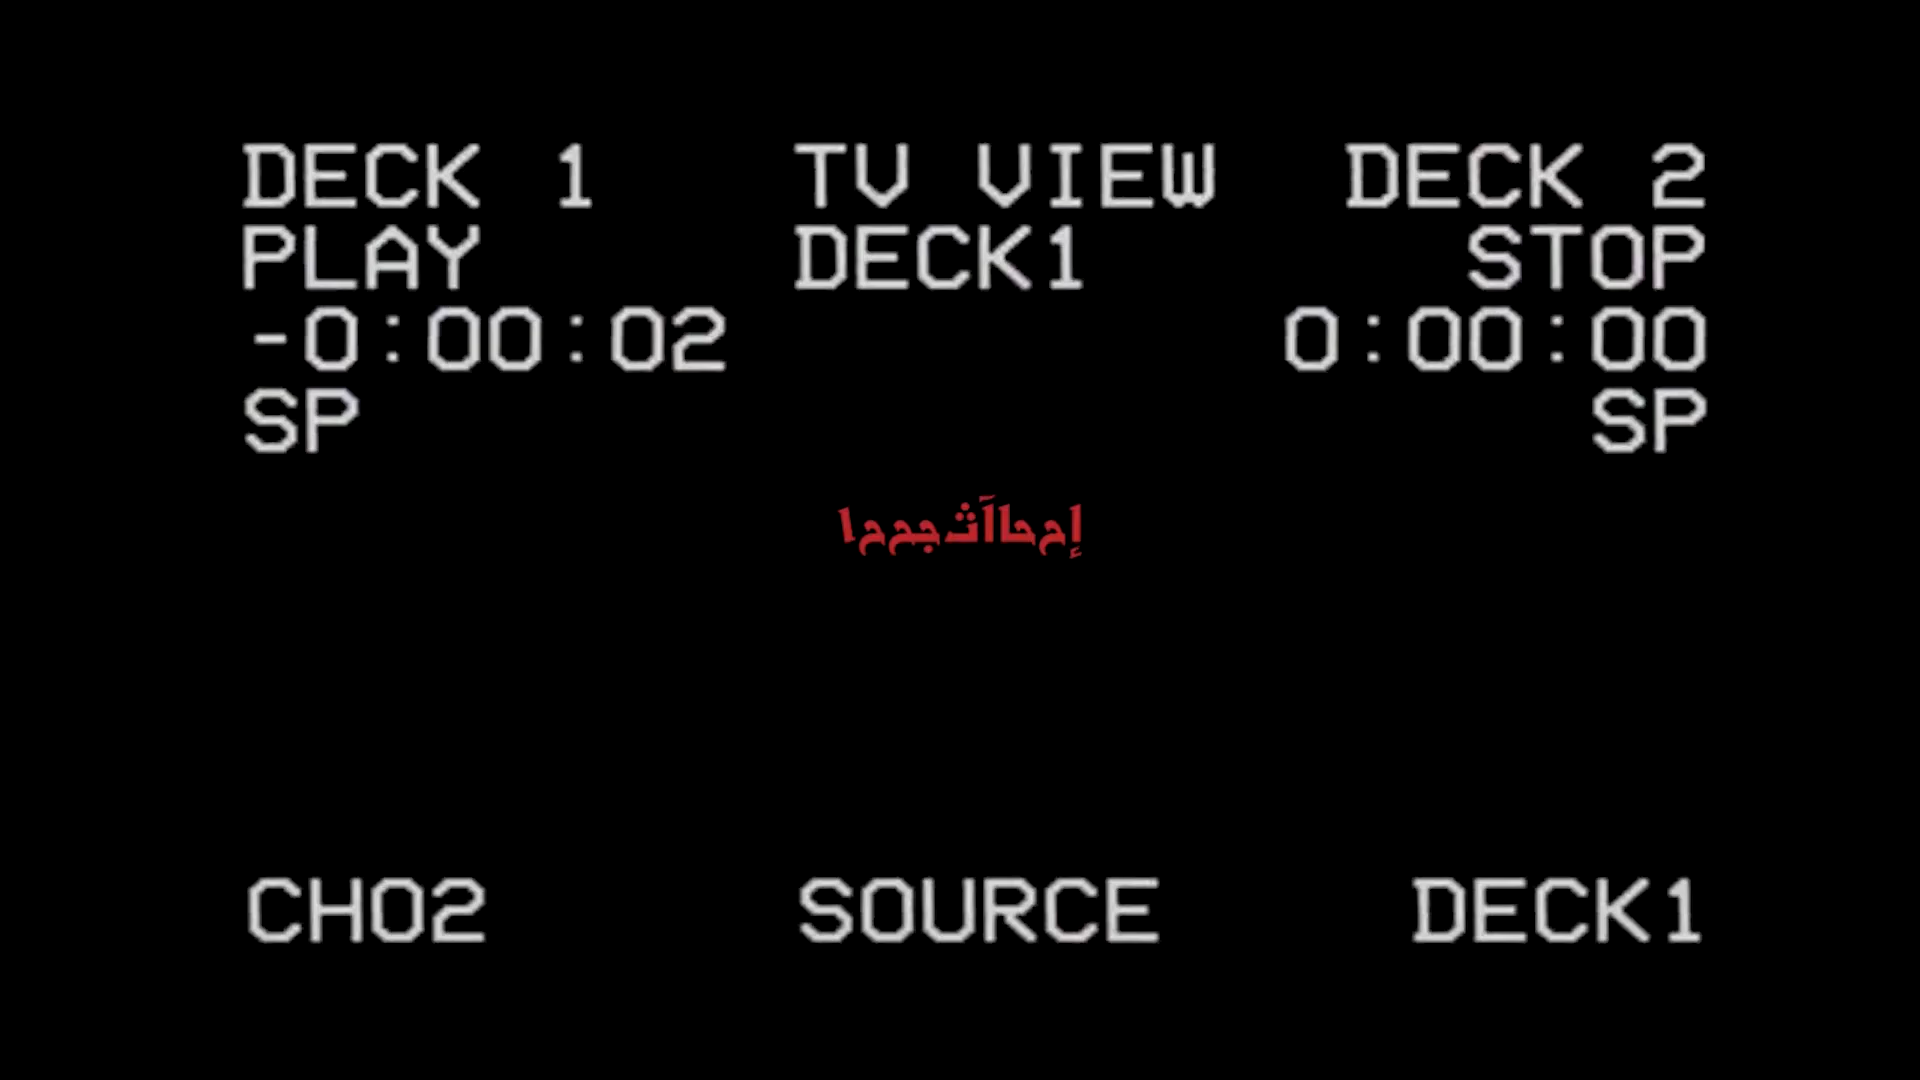 DECK 1 TV VIEW DECK 2
PLAY DECK1 STOP
-0:00:02 0:00:00
SP SP
إححاآثجححا
CH02 SOURCE DECK1